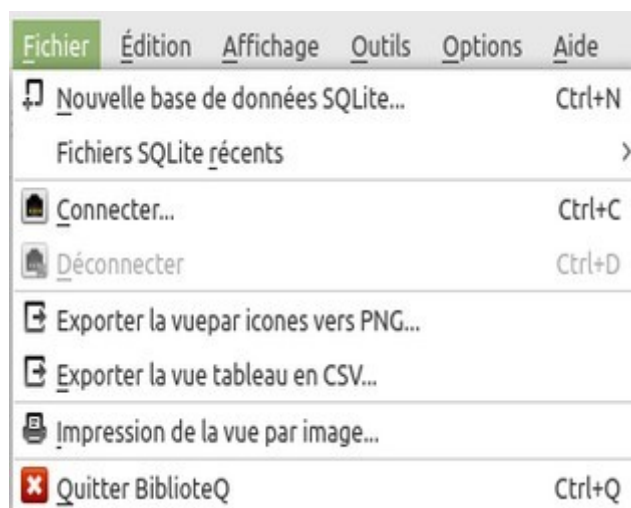 Fichier Édition Affichage Outils Options Aide
Nouvelle base de données SQLite... Ctrl+N
Fichiers SQLite récents
Connecter... Ctrl+C
Déconnecter Ctrl+D
Exporter la vuepar icones vers PNG...
Exporter la vue tableau en CSV...
Impression de la vue par image...
Quitter BiblioteQ Ctrl+Q